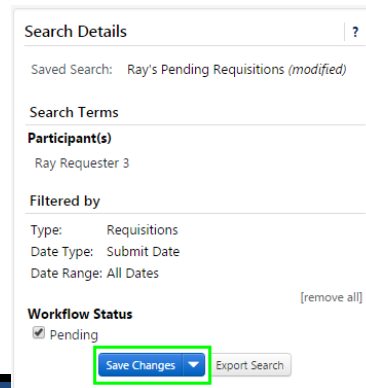 Search Details ?
Saved Search: Ray's Pending Requisitions (modified)
Search Terms
Participant(s)
Ray Requester 3
Filtered by
Type: Requisitions
Date Type: Submit Date
Date Range: All Dates
[remove all]
Workflow Status
Pending
Save Changes Export Search